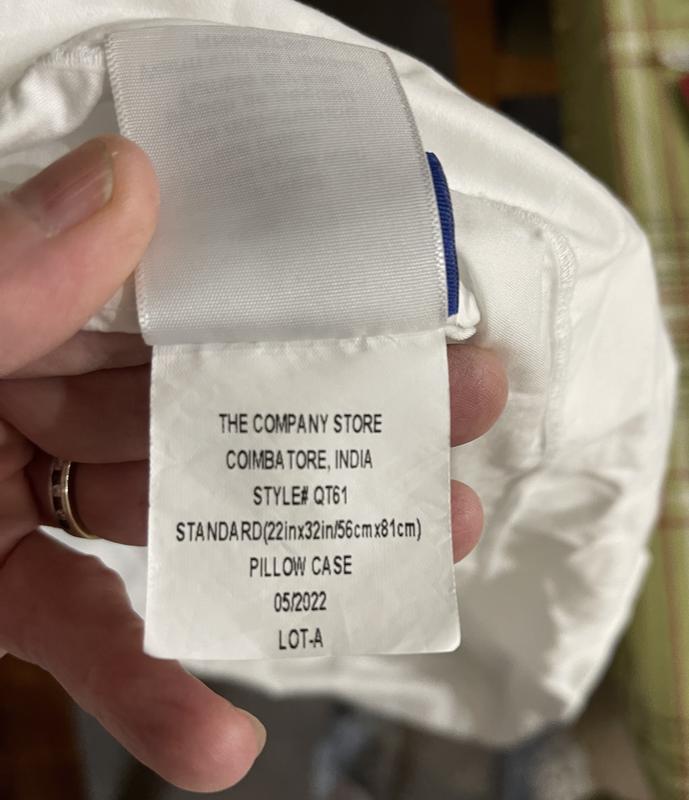 THE COMPANY STORE
COIMBATORE, INDIA
STYLE# QT61
STANDARD(22inx32in/56cmx81cm)
PILLOW CASE
05/2022
LOT-A